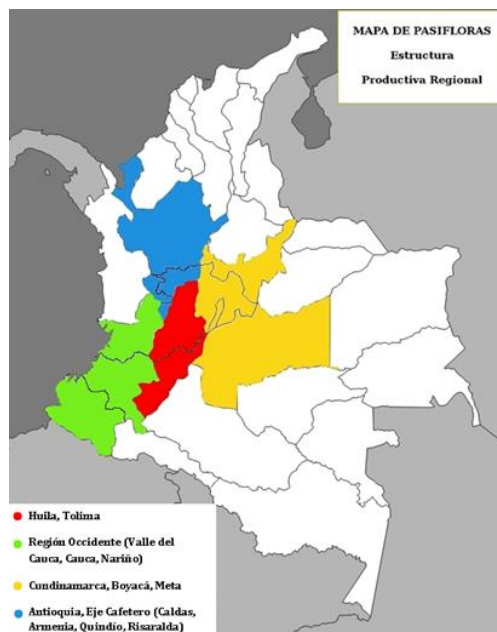 MAPA DE PASIFLORAS
Estructura
Productiva Regional
Huila, Tolima
Región Occidente (Valle del
Cauca, Cauca, Nariño)
Cundinamarca, Boyacá, Meta
Antioquia, Eje Cafetero (Caldas,
Armenia, Quindío, Risaralda)